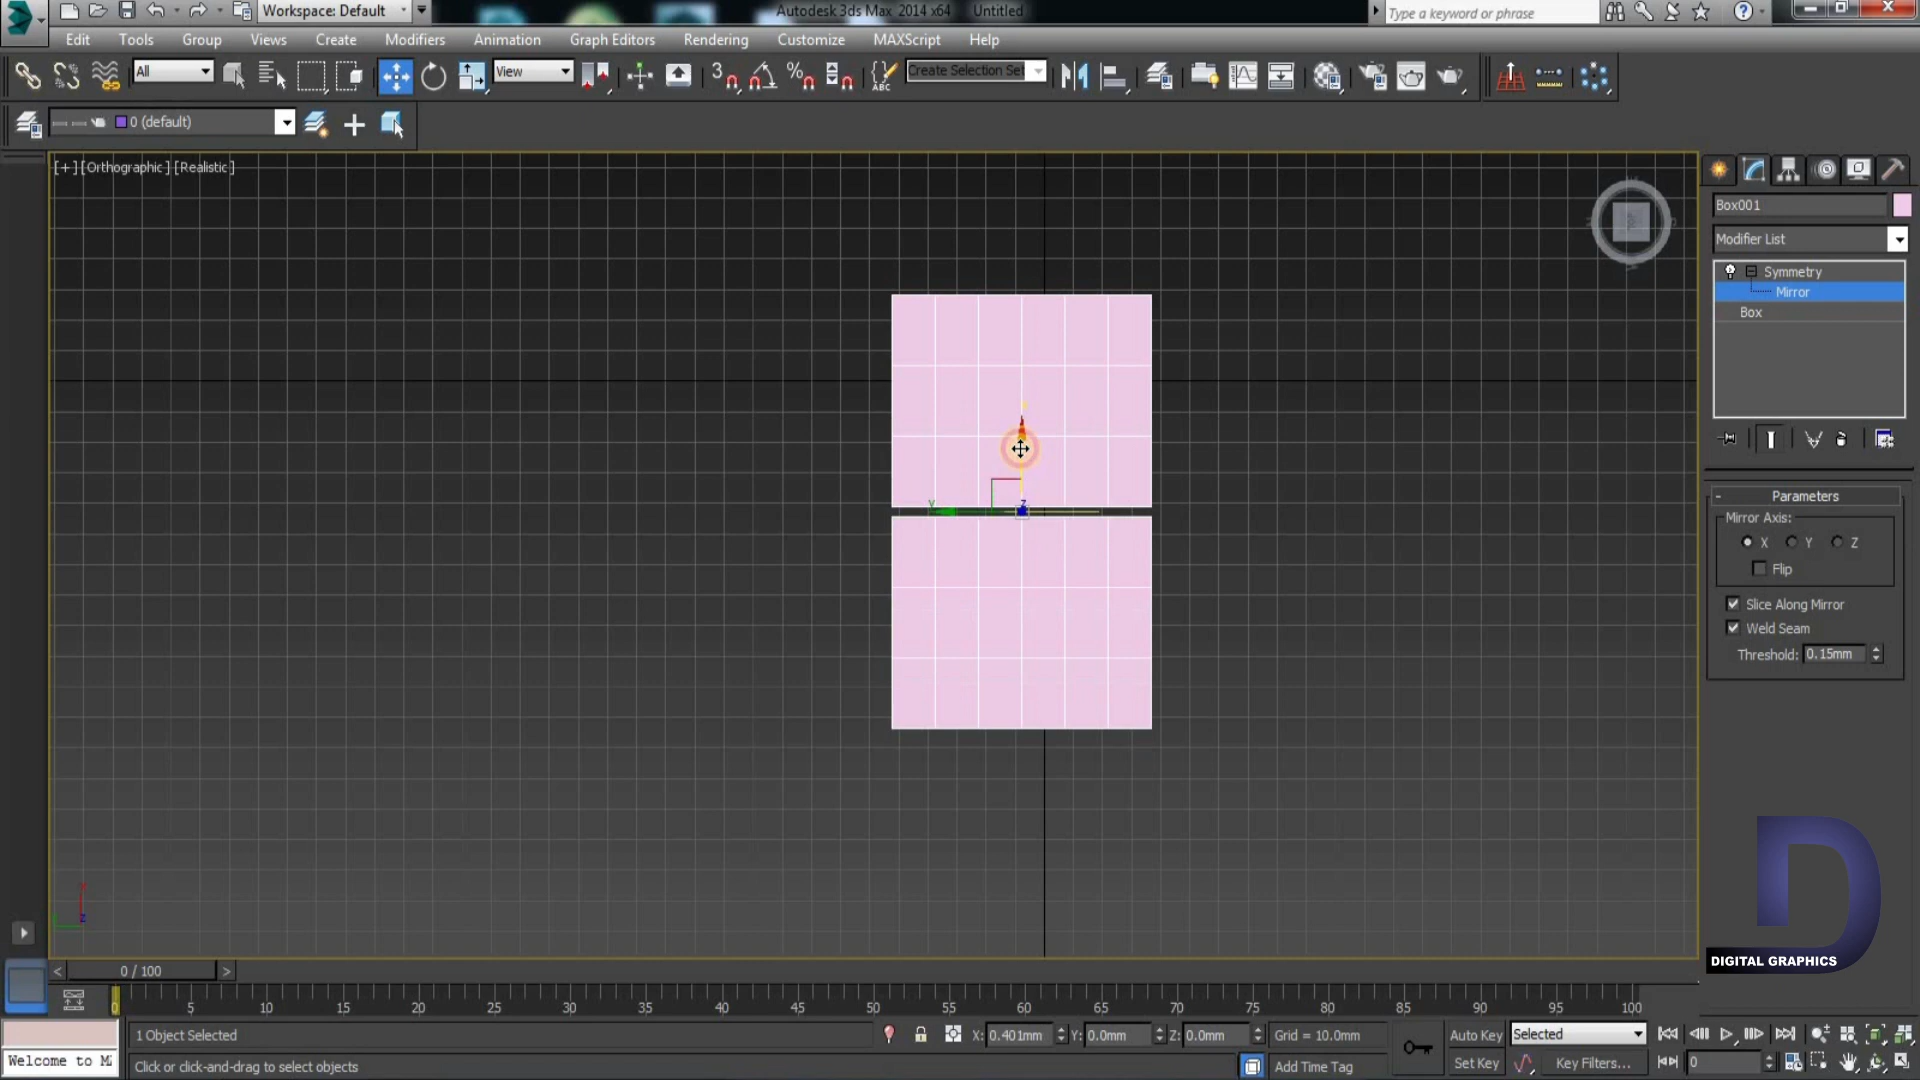 Workspace: Default
Autodesk 3ds Max 2014 x64 Untitled
Type a keyword or phrase
Edit Tools Group Views Create Modifiers Animation Graph Editors Rendering Customize MAXScript Help
All
View
3
%
ABC
Create Selection Set
0 (default)
[+] [Orthographic] [Realistic]
Box001
Modifier List
Symmetry
Mirror
Box
Y
Z
Parameters
Mirror Axis:
X Y Z
Flip
Slice Along Mirror
Weld Seam
Threshold: 0.15mm
Z
DIGITAL GRAPHICS
< 0 / 100 >
0 5 10 15 20 25 30 35 40 45 50 55 60 65 70 75 80 85 90 95 100
1 Object Selected
X: 0.401mm Y: 0.0mm Z: 0.0mm
Grid = 10.0mm
Auto Key
Selected
Welcome to M
Click or click-and-drag to select objects
Add Time Tag
Set Key
Key Filters...
0